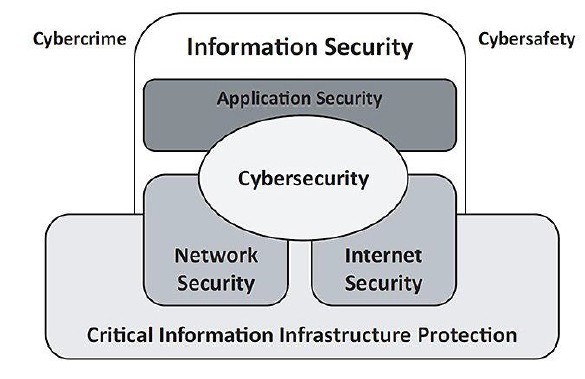 Cybercrime
Information Security
Cybersafety
Application Security
Cybersecurity
Network
Security
Internet
Security
Critical Information Infrastructure Protection